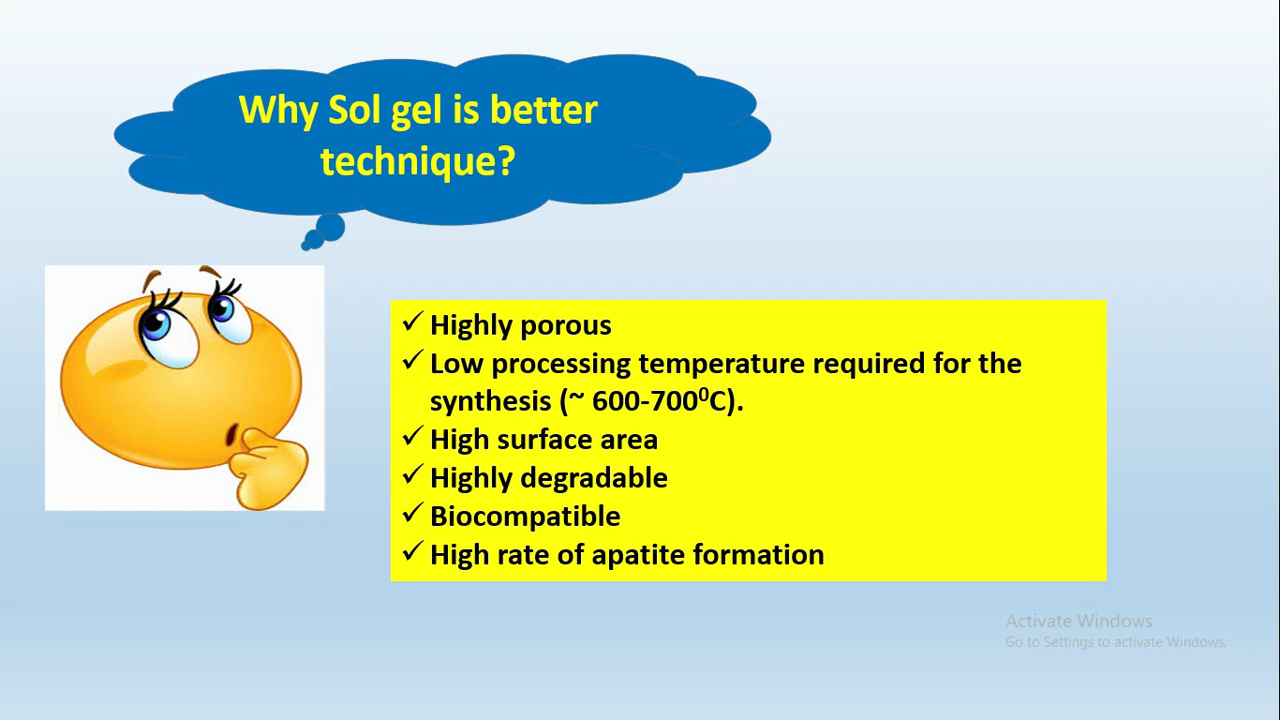 Why Sol gel is better
technique?
✓ Highly porous
✓ Low processing temperature required for the
synthesis (~ 600-700⁰C).
✓ High surface area
✓ Highly degradable
✓ Biocompatible
✓ High rate of apatite formation
Activate Windows
Go to Settings to activate Windows.